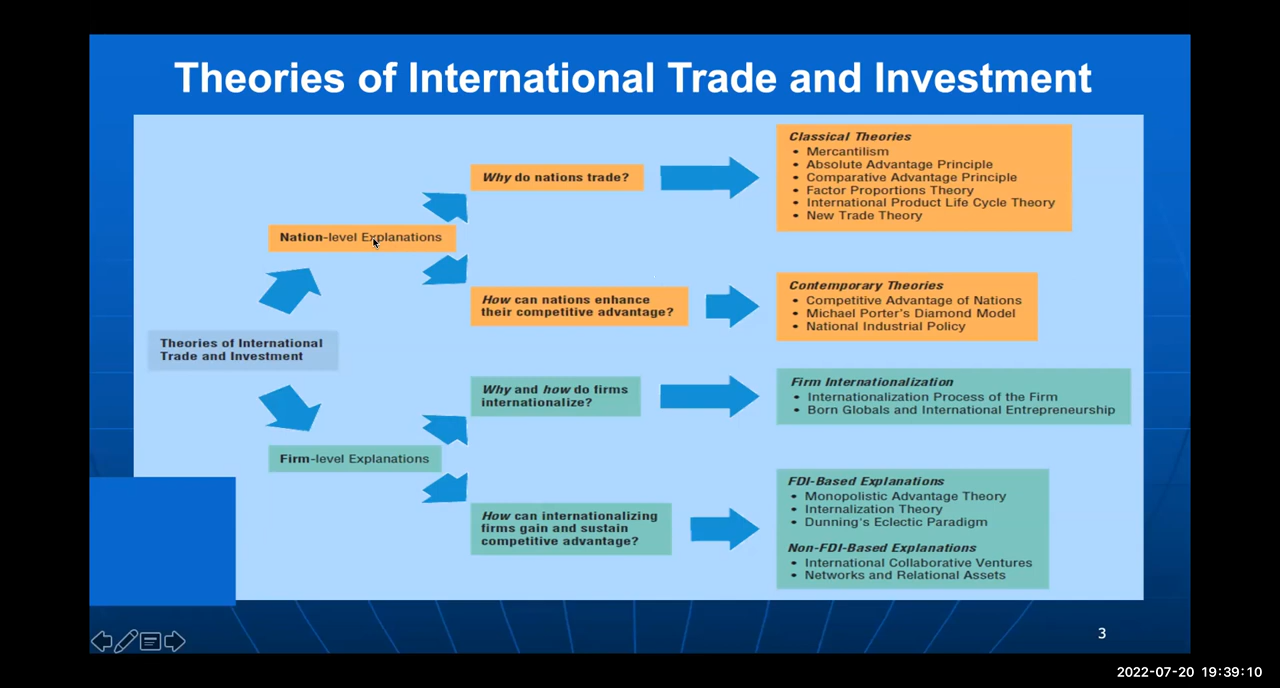 Theories of International Trade and Investment
Classical Theories
• Mercantilism
• Absolute Advantage Principle
• Comparative Advantage Principle
• Factor Proportions Theory
• International Product Life Cycle Theory
• New Trade Theory
Why do nations trade?
Nation-level Explanations
How can nations enhance
their competitive advantage?
Contemporary Theories
• Competitive Advantage of Nations
• Michael Porter's Diamond Model
• National Industrial Policy
Theories of International
Trade and Investment
Why and how do firms
internationalize?
Firm Internationalization
• Internationalization Process of the Firm
• Born Globals and International Entrepreneurship
Firm-level Explanations
How can internationalizing
firms gain and sustain
competitive advantage?
FDI-Based Explanations
• Monopolistic Advantage Theory
• Internalization Theory
• Dunning's Eclectic Paradigm
Non-FDI-Based Explanations
• International Collaborative Ventures
• Networks and Relational Assets
3
2022-07-20 19:39:10